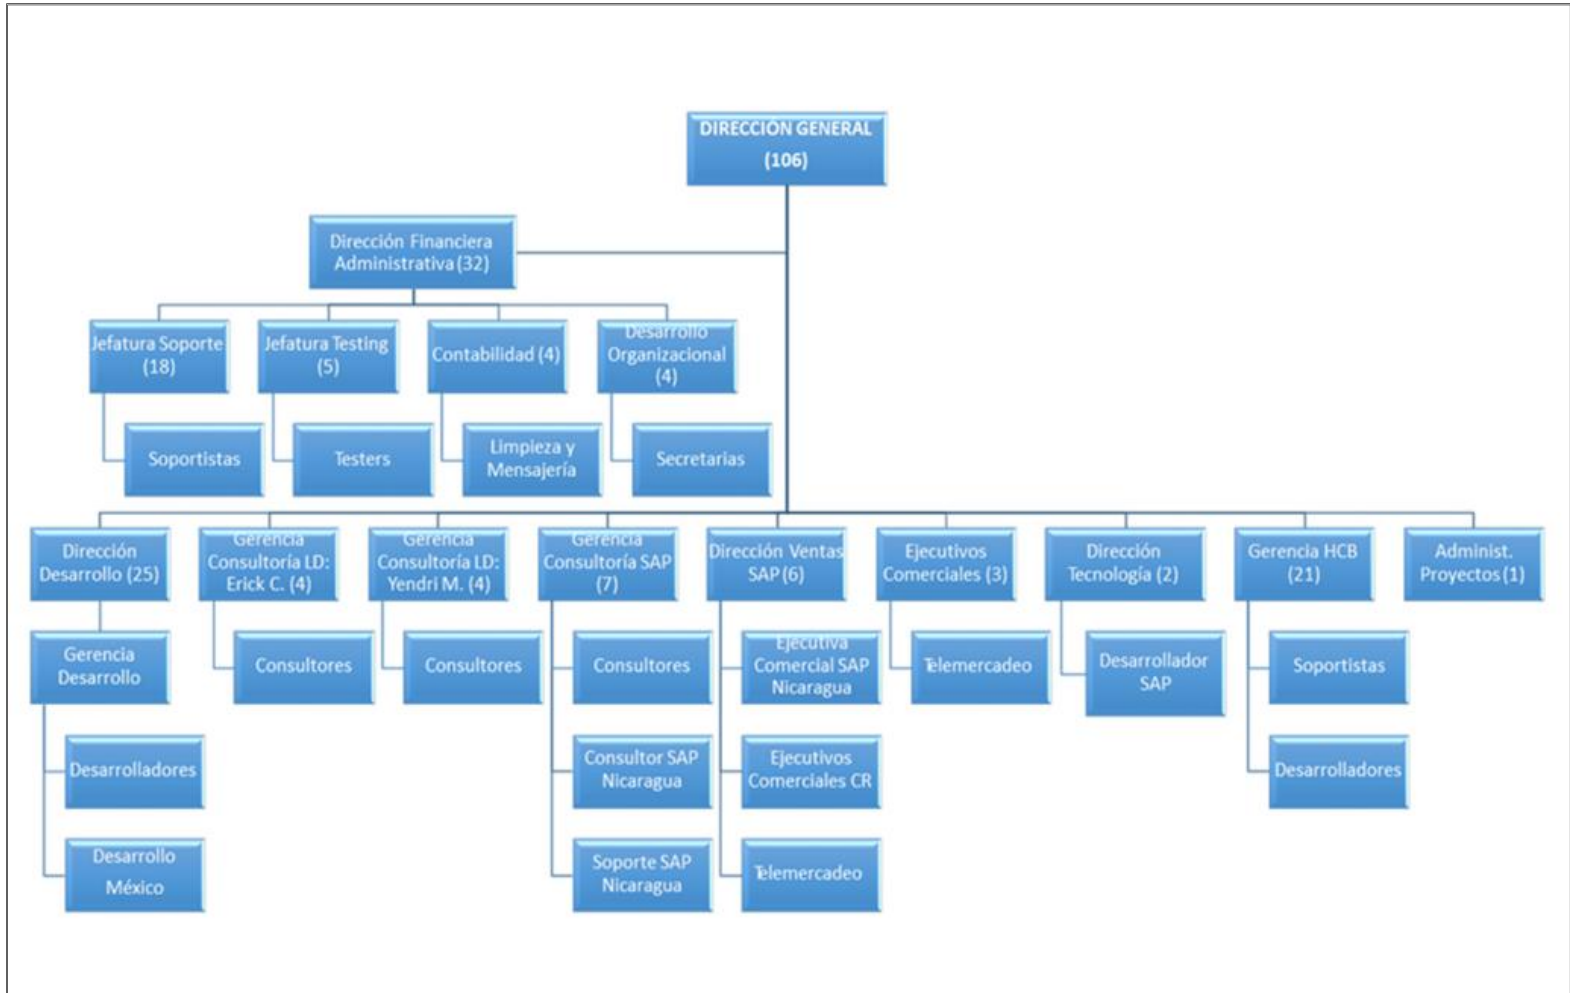 DIRECCIÓN GENERAL
(106)
Dirección Financiera
Administrativa (32)
Jefatura Soporte
(18)
Jefatura Testing
(5)
Contabilidad (4)
Desarrollo
Organizacional
(4)
Soportistas
Testers
Limpieza y
Mensajería
Secretarias
Dirección
Desarrollo (25)
Gerencia
Consultoría LD:
Erick C. (4)
Gerencia
Consultoría LD:
Yendri M. (4)
Gerencia
Consultoría SAP
(7)
Dirección Ventas
SAP (6)
Ejecutivos
Comerciales (3)
Dirección
Tecnología (2)
Gerencia HCB
(21)
Administ.
Proyectos (1)
Gerencia
Desarrollo
Consultores
Consultores
Consultores
Ejecutiva
Comercial SAP
Nicaragua
Telemercadeo
Desarrollador
SAP
Soportistas
Desarrolladores
Consultor SAP
Nicaragua
Ejecutivos
Comerciales CR
Desarrolladores
Desarrollo
México
Soporte SAP
Nicaragua
Telemercadeo